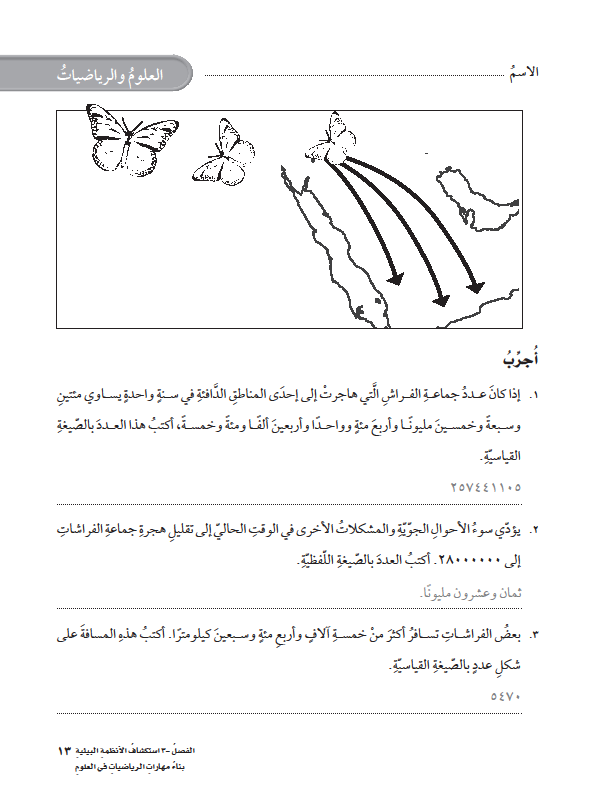 الاسمُ
العلومُ والرياضياتُ
أُجرِّبُ
١. إذا كانَ عددُ جماعةِ الفراشِ الَّتي هاجرتْ إلى إحدَى المناطقِ الدَّافئةِ في سنةٍ واحدةٍ يساوي مئتينِ
وسبعةً وخمسينَ مليونًا وأربعَ مئةٍ وواحدًا وأربعينَ ألفًا ومئةً وخمسةً، أكتبُ هذا العددَ بالصّيغةِ
القياسيّةِ.
٢٥٧٤٤١١٠٥
٢. يؤدّي سوءُ الأحوالِ الجوّيّةِ والمشكلاتُ الأخرى في الوقتِ الحاليّ إلى تقليلِ هجرةِ جماعةِ الفراشاتِ
إلى ٢٨٠٠٠٠٠٠. أكتبُ العددَ بالصّيغةِ اللّفظيّةِ.
ثمان وعشرون مليونًا.
٣. بعضُ الفراشاتِ تسافرُ أكثرَ منْ خمسةِ آلافٍ وأربعِ مئةٍ وسبعينَ كيلومترًا. أكتبُ هذهِ المسافةَ على
شكلِ عددٍ بالصّيغةِ القياسيّةِ.
٥٤٧٠
الفصلُ -٣ استكشافُ الأنظمةِ البيئيةِ ١٣
بناءُ مهاراتِ الرياضياتِ في العلومِ